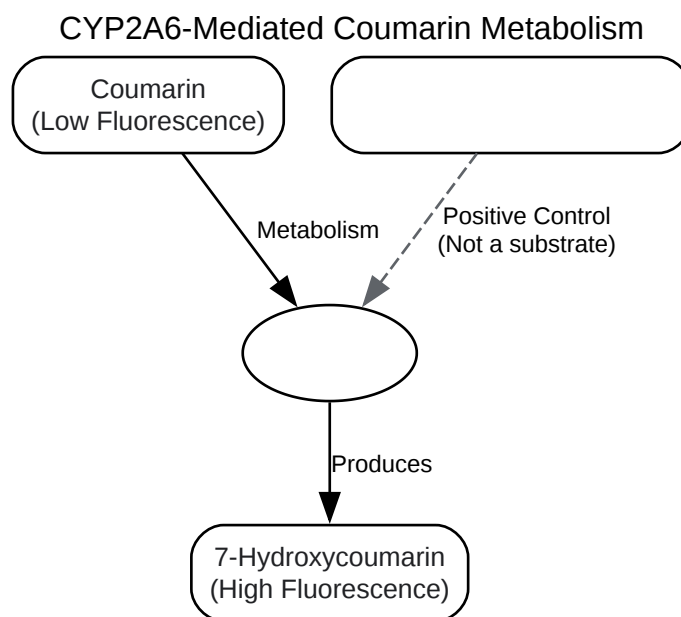 CYP2A6-Mediated Coumarin Metabolism
Coumarin
(Low Fluorescence)
Metabolism
Positive Control
(Not a substrate)
Produces
7-Hydroxycoumarin
(High Fluorescence)